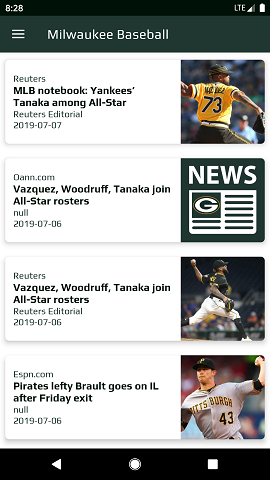 8:28
LTE
Milwaukee Baseball
Reuters
MLB notebook: Yankees'
Tanaka among All-Star
Reuters Editorial
2019-07-07
73
Oann.com
Vazquez, Woodruff, Tanaka join
All-Star rosters
null
2019-07-06
NEWS
G
Reuters
Vazquez, Woodruff, Tanaka join
All-Star rosters
Reuters Editorial
2019-07-06
Espn.com
Pirates lefty Brault goes on IL
after Friday exit
null
2019-07-06
PITTSBURGH
43